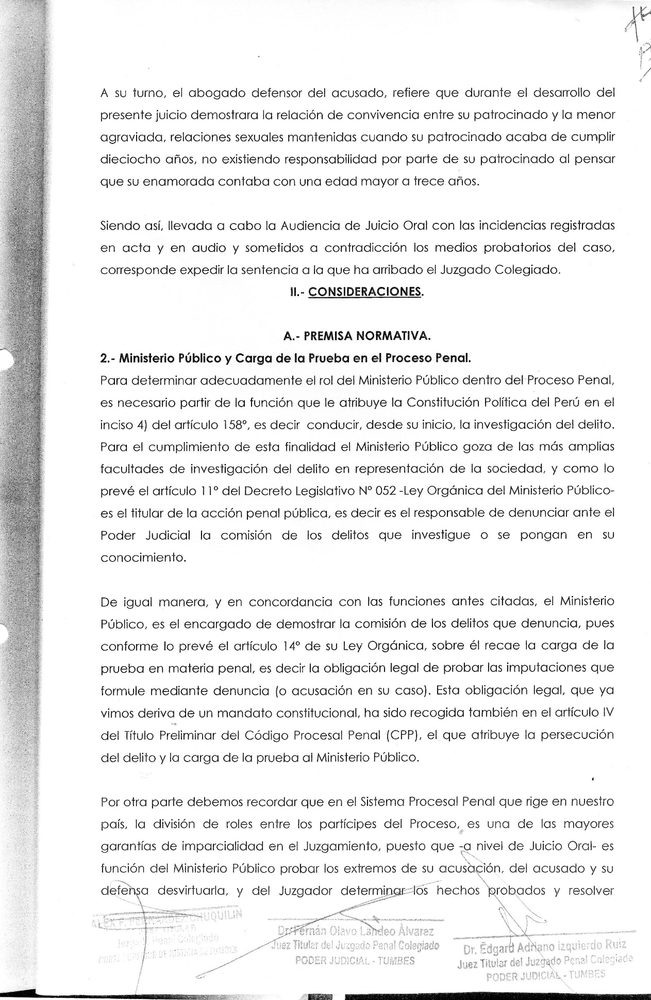 A su turno, el abogado defensor del acusado, refiere que durante el desarrollo del
presente juicio demostrara la relación de convivencia entre su patrocinado y la menor
agraviada, relaciones sexuales mantenidas cuando su patrocinado acaba de cumplir
dieciocho años, no existiendo responsabilidad por parte de su patrocinado al pensar
que su enamorada contaba con una edad mayor a trece años.
Siendo así, llevada a cabo la Audiencia de Juicio Oral con las incidencias registradas
en acta y en audio y sometidos a contradicción los medios probatorios del caso,
corresponde expedir la sentencia a la que ha arribado el Juzgado Colegiado.
II.- CONSIDERACIONES.
A.- PREMISA NORMATIVA.
2.- Ministerio Público y Carga de la Prueba en el Proceso Penal.
Para determinar adecuadamente el rol del Ministerio Público dentro del Proceso Penal,
es necesario partir de la función que le atribuye la Constitución Política del Perú en el
inciso 4) del artículo 158°, es decir conducir, desde su inicio, la investigación del delito.
Para el cumplimiento de esta finalidad el Ministerio Público goza de las más amplias
facultades de investigación del delito en representación de la sociedad, y como lo
prevé el artículo 11° del Decreto Legislativo N° 052 -Ley Orgánica del Ministerio Público-
es el titular de la acción penal pública, es decir es el responsable de denunciar ante el
Poder Judicial la comisión de los delitos que investigue o se pongan en su
conocimiento.
De igual manera, y en concordancia con las funciones antes citadas, el Ministerio
Público, es el encargado de demostrar la comisión de los delitos que denuncia, pues
conforme lo prevé el artículo 14° de su Ley Orgánica, sobre él recae la carga de la
prueba en materia penal, es decir la obligación legal de probar las imputaciones que
formule mediante denuncia (o acusación en su caso). Esta obligación legal, que ya
vimos deriva de un mandato constitucional, ha sido recogida también en el artículo IV
del Título Preliminar del Código Procesal Penal (CPP), el que atribuye la persecución
del delito y la carga de la prueba al Ministerio Público.
Por otra parte debemos recordar que en el Sistema Procesal Penal que rige en nuestro
país, la división de roles entre los partícipes del Proceso, es una de las mayores
garantías de imparcialidad en el Juzgamiento, puesto que -a nivel de Juicio Oral- es
función del Ministerio Público probar los extremos de su acusación, del acusado y su
defensa desvirtuarla, y del Juzgador determinar los hechos probados y resolver
ALEX F. FERNANDEZ CHUQUILIN
JUEZ TITULAR
Juzgado Penal Colegiado
CORTE SUPERIOR DE JUSTICIA DE TUMBES
Dr. Fernán Olavo Landeo Álvarez
Juez Titular del Juzgado Penal Colegiado
PODER JUDICIAL - TUMBES
Dr. Edgard Adriano Izquierdo Ruiz
Juez Titular del Juzgado Penal Colegiado
PODER JUDICIAL - TUMBES